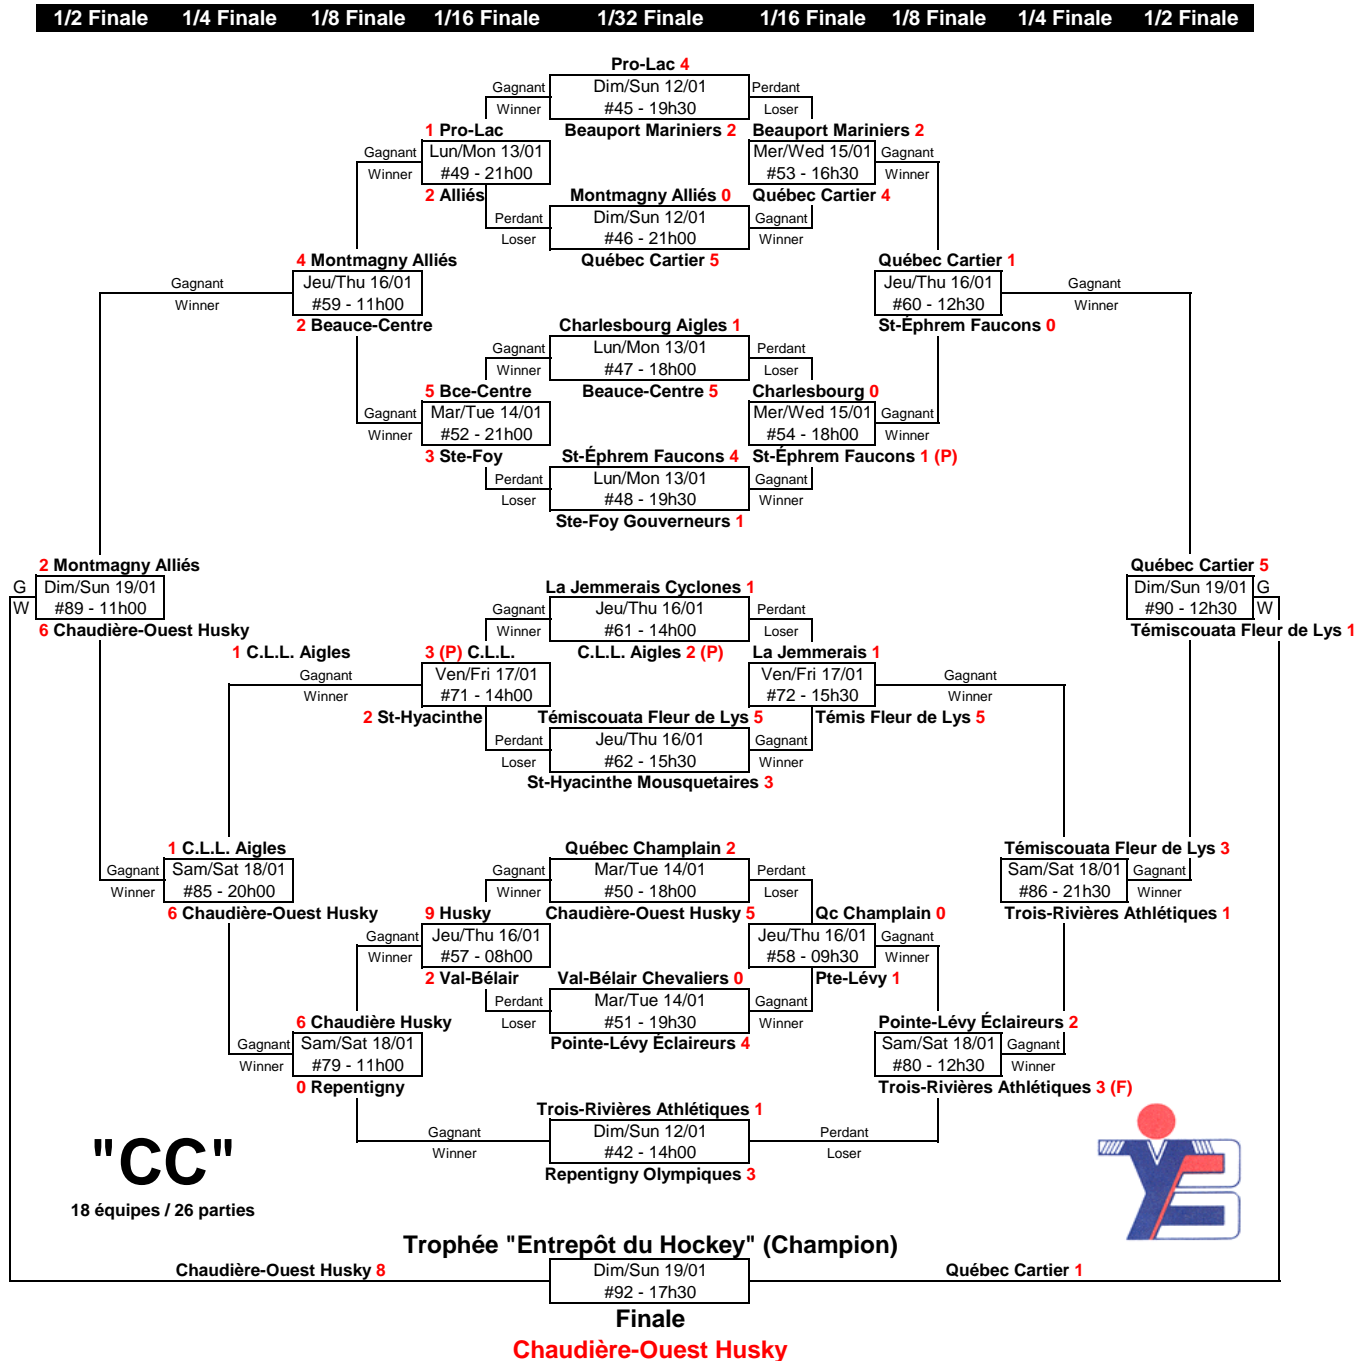 1/2 Finale 1/4 Finale 1/8 Finale 1/16 Finale 1/32 Finale 1/16 Finale 1/8 Finale 1/4 Finale 1/2 Finale
Pro-Lac 4
Gagnant Dim/Sun 12/01 Perdant
Winner #45 - 19h30 Loser
1 Pro-Lac Beauport Mariniers 2 Beauport Mariniers 2
Gagnant Lun/Mon 13/01 Mer/Wed 15/01 Gagnant
Winner #49 - 21h00 #53 - 16h30 Winner
2 Alliés Montmagny Alliés 0 Québec Cartier 4
Perdant Dim/Sun 12/01 Gagnant
Loser #46 - 21h00 Winner
4 Montmagny Alliés Québec Cartier 5 Québec Cartier 1
Gagnant Jeu/Thu 16/01 Jeu/Thu 16/01 Gagnant
Winner #59 - 11h00 #60 - 12h30 Winner
2 Beauce-Centre Charlesbourg Aigles 1 St-Éphrem Faucons 0
Gagnant Lun/Mon 13/01 Perdant
Winner #47 - 18h00 Loser
5 Bce-Centre Beauce-Centre 5 Charlesbourg 0
Gagnant Mar/Tue 14/01 Mer/Wed 15/01 Gagnant
Winner #52 - 21h00 #54 - 18h00 Winner
3 Ste-Foy St-Éphrem Faucons 4 St-Éphrem Faucons 1 (P)
Perdant Lun/Mon 13/01 Gagnant
Loser #48 - 19h30 Winner
Ste-Foy Gouverneurs 1
2 Montmagny Alliés Québec Cartier 5
G Dim/Sun 19/01 La Jemmerais Cyclones 1 Dim/Sun 19/01 G
W #89 - 11h00 Gagnant Jeu/Thu 16/01 Perdant #90 - 12h30 W
6 Chaudière-Ouest Husky Winner #61 - 14h00 Loser Témiscouata Fleur de Lys 1
1 C.L.L. Aigles 3 (P) C.L.L. C.L.L. Aigles 2 (P) La Jemmerais 1
Gagnant Ven/Fri 17/01 Ven/Fri 17/01 Gagnant
Winner #71 - 14h00 #72 - 15h30 Winner
2 St-Hyacinthe Témiscouata Fleur de Lys 5 Témis Fleur de Lys 5
Perdant Jeu/Thu 16/01 Gagnant
Loser #62 - 15h30 Winner
St-Hyacinthe Mousquetaires 3
1 C.L.L. Aigles Québec Champlain 2 Témiscouata Fleur de Lys 3
Gagnant Sam/Sat 18/01 Gagnant Mar/Tue 14/01 Perdant Sam/Sat 18/01 Gagnant
Winner #85 - 20h00 Winner #50 - 18h00 Loser #86 - 21h30 Winner
6 Chaudière-Ouest Husky 9 Husky Chaudière-Ouest Husky 5 Qc Champlain 0 Trois-Rivières Athlétiques 1
Gagnant Jeu/Thu 16/01 Jeu/Thu 16/01 Gagnant
Winner #57 - 08h00 #58 - 09h30 Winner
2 Val-Bélair Val-Bélair Chevaliers 0 Pte-Lévy 1
Perdant Mar/Tue 14/01 Gagnant
Loser #51 - 19h30 Winner
6 Chaudière Husky Pointe-Lévy Éclaireurs 4 Pointe-Lévy Éclaireurs 2
Gagnant Sam/Sat 18/01 Sam/Sat 18/01 Gagnant
Winner #79 - 11h00 #80 - 12h30 Winner
0 Repentigny Trois-Rivières Athlétiques 3 (F)
Trois-Rivières Athlétiques 1
Gagnant Dim/Sun 12/01 Perdant
Winner #42 - 14h00 Loser
Repentigny Olympiques 3
"CC"
18 équipes / 26 parties
Trophée "Entrepôt du Hockey" (Champion)
Chaudière-Ouest Husky 8 Dim/Sun 19/01 Québec Cartier 1
#92 - 17h30
Finale
Chaudière-Ouest Husky